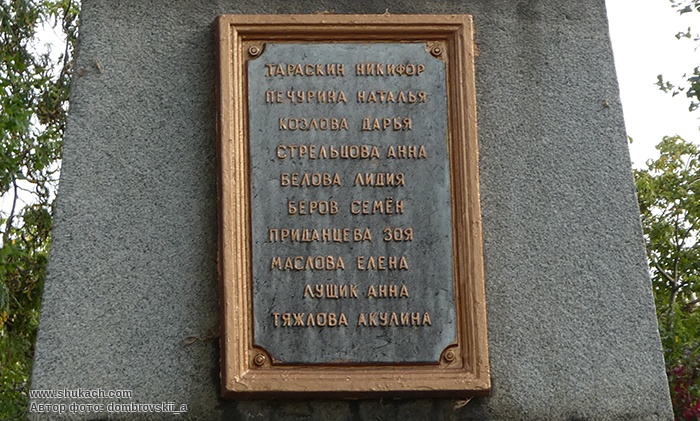 ТАРАСКИН НИКИФОР
ПЕЧУРИНА НАТАЛЬЯ
КОЗЛОВА ДАРЬЯ
СТРЕЛЬЦОВА АННА
БЕЛОВА ЛИДИЯ
БЕРОВ СЕМЁН
ПРИДАНЦЕВА ЗОЯ
МАСЛОВА ЕЛЕНА
ЛУЩИК АННА
ТЯЖЛОВА АКУЛИНА
www.shukach.com
Автор фото: dombrovskii_a